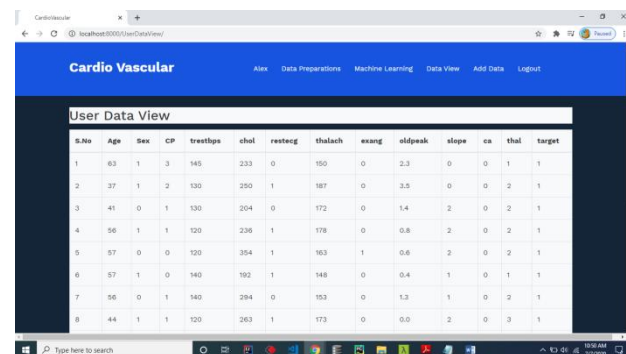 CardioVascular
localhost:8000/UserDataView/
Paused
Cardio Vascular
Alex Data Preparations Machine Learning Data View Add Data Logout
User Data View
S.No Age Sex CP trestbps chol restecg thalach exang oldpeak slope ca thal target
1 63 1 3 145 233 0 150 0 2.3 0 0 1 1
2 37 1 2 130 250 1 187 0 3.5 0 0 2 1
3 41 0 1 130 204 0 172 0 1.4 2 0 2 1
4 56 1 1 120 236 1 178 0 0.8 2 0 2 1
5 57 0 0 120 354 1 163 1 0.6 2 0 2 1
6 57 1 0 140 192 1 148 0 0.4 1 0 1 1
7 56 0 1 140 294 0 153 0 1.3 1 0 2 1
8 44 1 1 120 263 1 173 0 0.0 2 0 3 1
Type here to search
10:58 AM